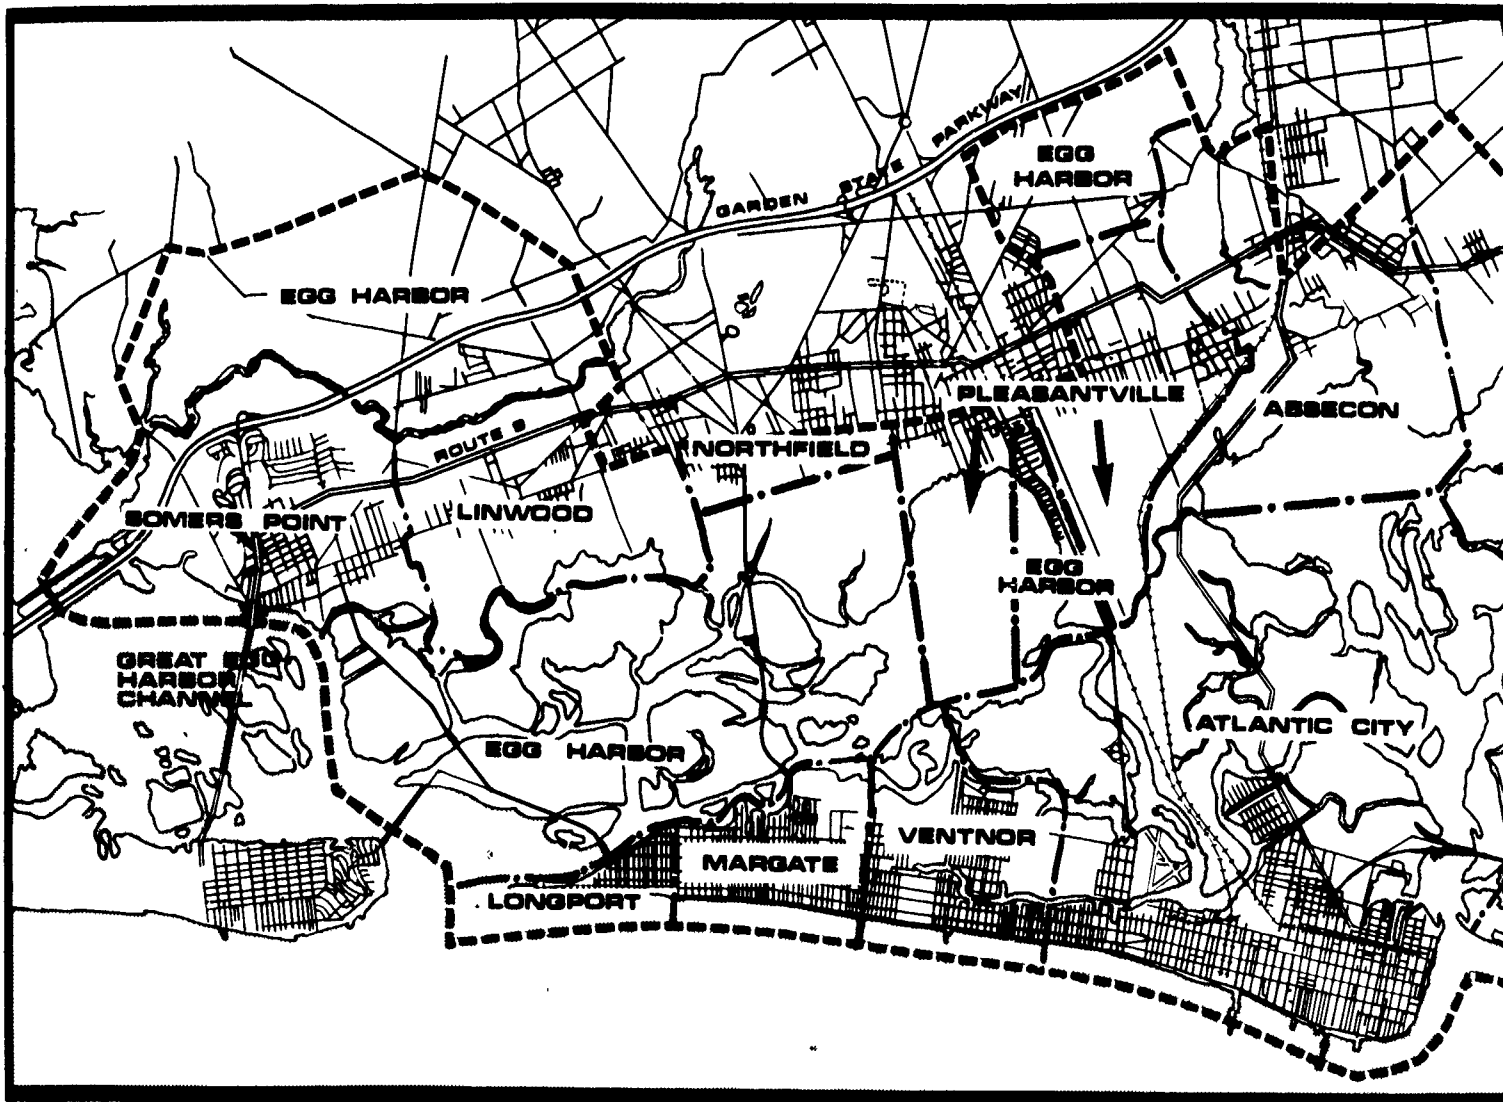 GARDEN STATE PARKWAY
EGG
HARBOR
EGG HARBOR
PLEASANTVILLE
ABSECON
ROUTE 9
NORTHFIELD
SOMERS POINT
LINWOOD
EGG
HARBOR
GREAT EGG
HARBOR
CHANNEL
ATLANTIC CITY
EGG HARBOR
VENTNOR
MARGATE
LONGPORT